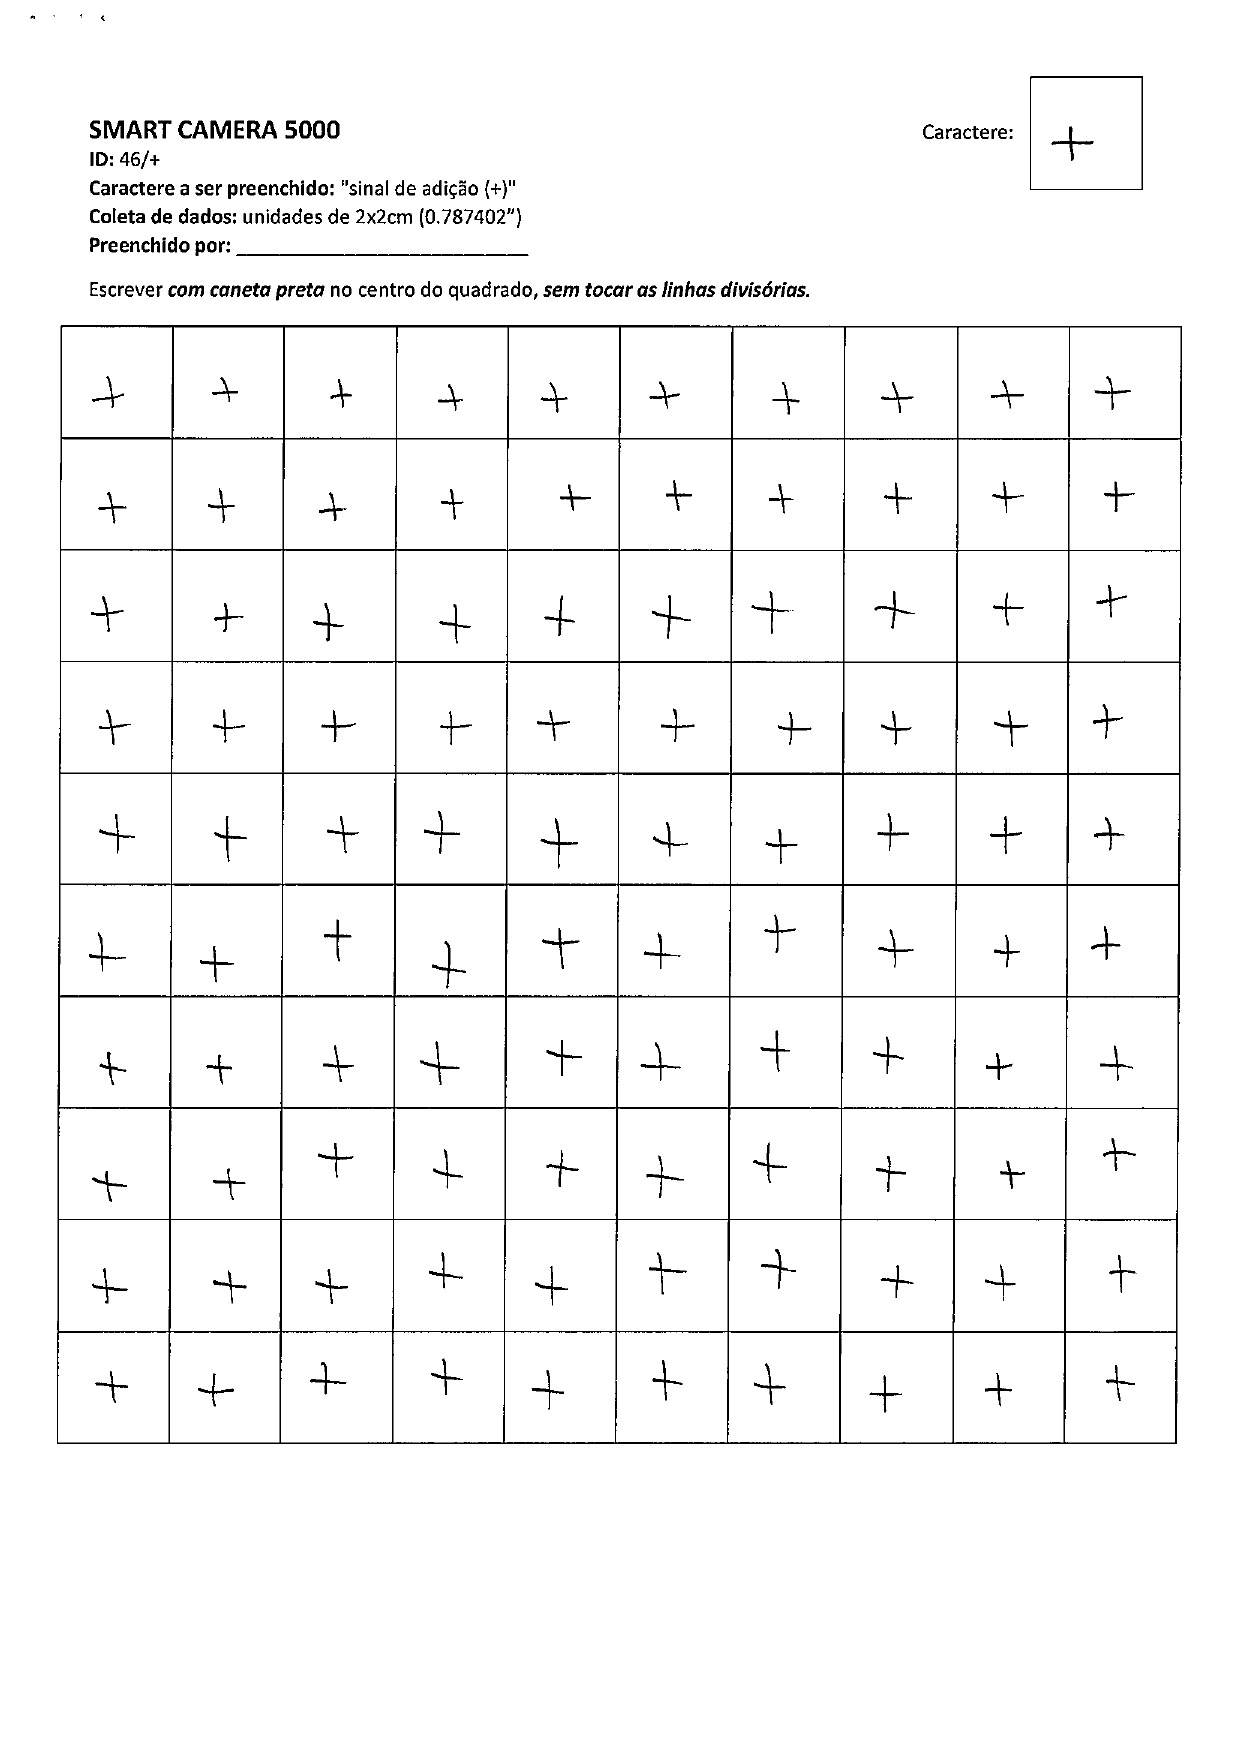 SMART CAMERA 5000
Caractere: +
ID: 46/+
Caractere a ser preenchido: "sinal de adição (+)"
Coleta de dados: unidades de 2x2cm (0.787402")
Preenchido por: ___________________________
Escrever com caneta preta no centro do quadrado, sem tocar as linhas divisórias.
+ + + + + + + + + +
+ + + + + + + + + +
+ + + + + + + + + +
+ + + + + + + + + +
+ + + + + + + + + +
+ + + + + + + + + +
+ + + + + + + + + +
+ + + + + + + + + +
+ + + + + + + + + +
+ + + + + + + + + +